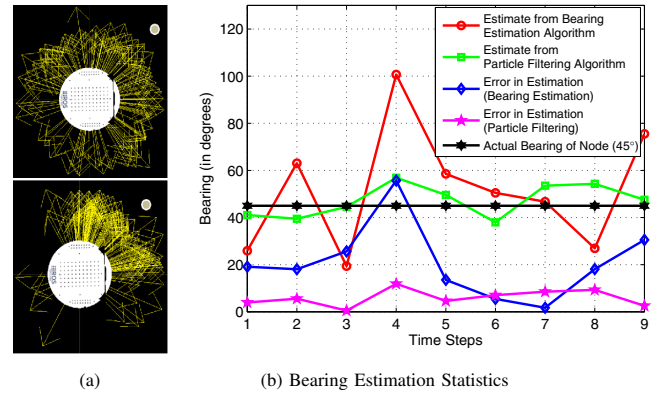 130
120
100
80
60
40
20
0
Bearing (in degrees)
1 2 3 4 5 6 7 8 9
Time Steps
Estimate from Bearing
Estimation Algorithm
Estimate from
Particle Filtering Algorithm
Error in Estimation
(Bearing Estimation)
Error in Estimation
(Particle Filtering)
Actual Bearing of Node (45°)
(a)
(b) Bearing Estimation Statistics